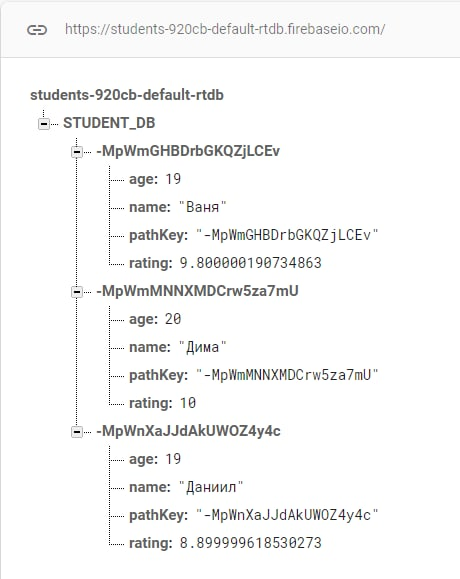 https://students-920cb-default-rtdb.firebaseio.com/
students-920cb-default-rtdb
STUDENT_DB
-MpWmGHBDrbGKQZjLCEv
age: 19
name: "Ваня"
pathKey: "-MpWmGHBDrbGKQZjLCEv"
rating: 9.800000190734863
-MpWmMNNXMDCrw5za7mU
age: 20
name: "Дима"
pathKey: "-MpWmMNNXMDCrw5za7mU"
rating: 10
-MpWnXaJJdAkUWOZ4y4c
age: 19
name: "Даниил"
pathKey: "-MpWnXaJJdAkUWOZ4y4c"
rating: 8.899999618530273